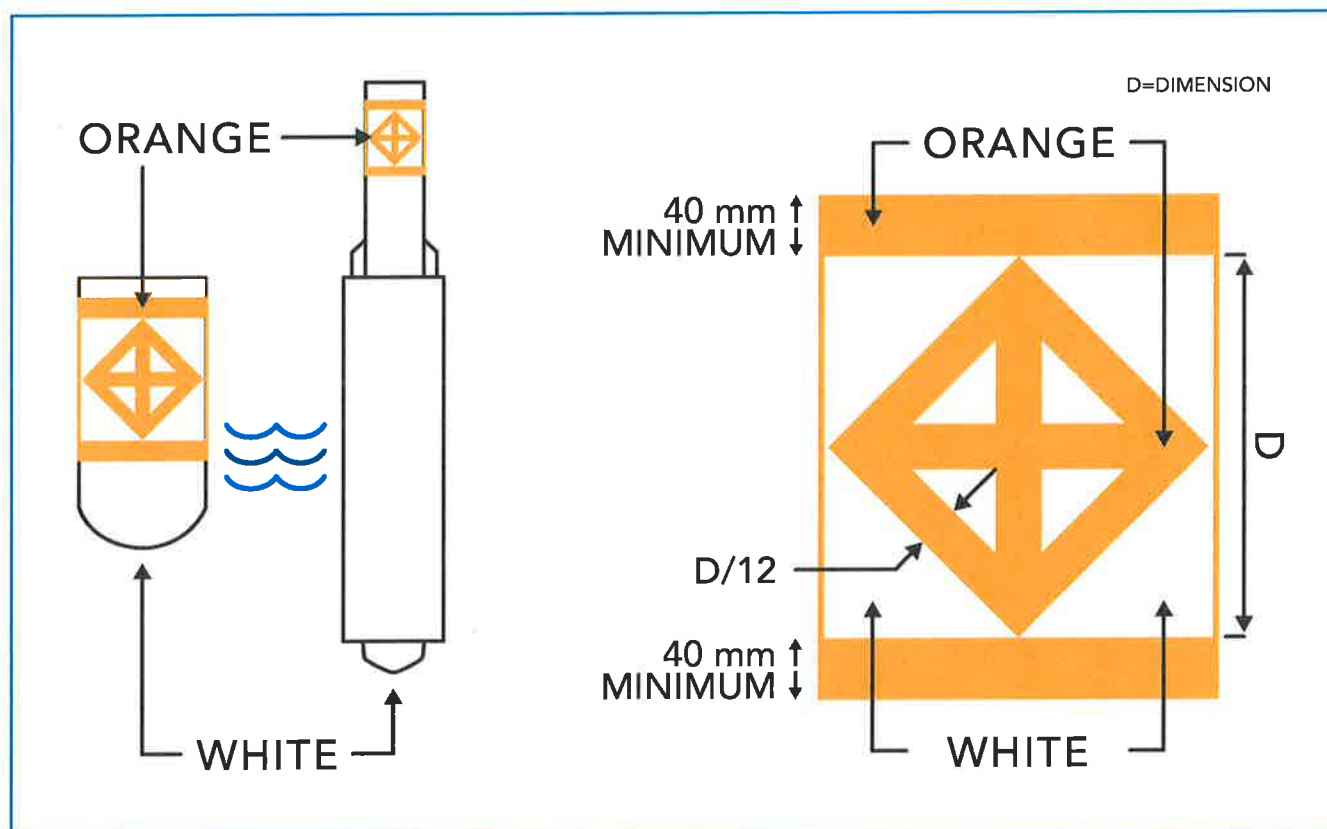 D=DIMENSION
ORANGE
ORANGE
40 mm
MINIMUM
D
D/12
40 mm
MINIMUM
WHITE
WHITE